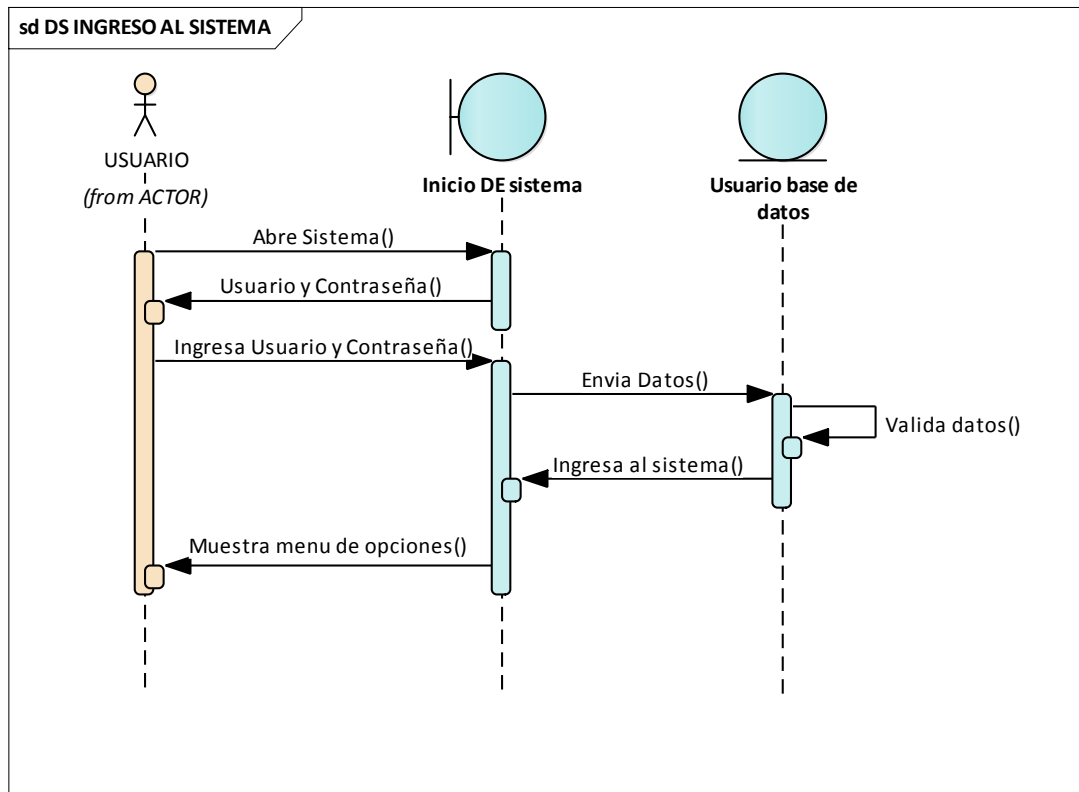 sd DS INGRESO AL SISTEMA
USUARIO
(from ACTOR)
Inicio DE sistema
Usuario base de
datos
Abre Sistema()
Usuario y Contraseña()
Ingresa Usuario y Contraseña()
Envia Datos()
Valida datos()
Ingresa al sistema()
Muestra menu de opciones()